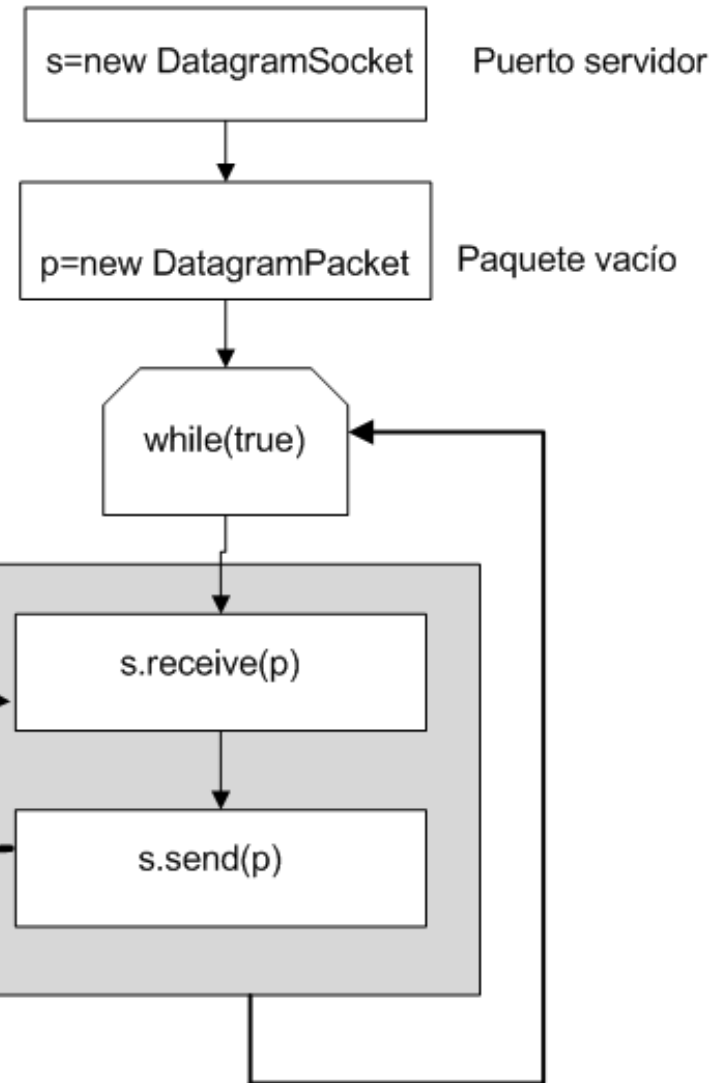 s=new DatagramSocket
Puerto servidor
p=new DatagramPacket
Paquete vacío
while(true)
s.receive(p)
s.send(p)